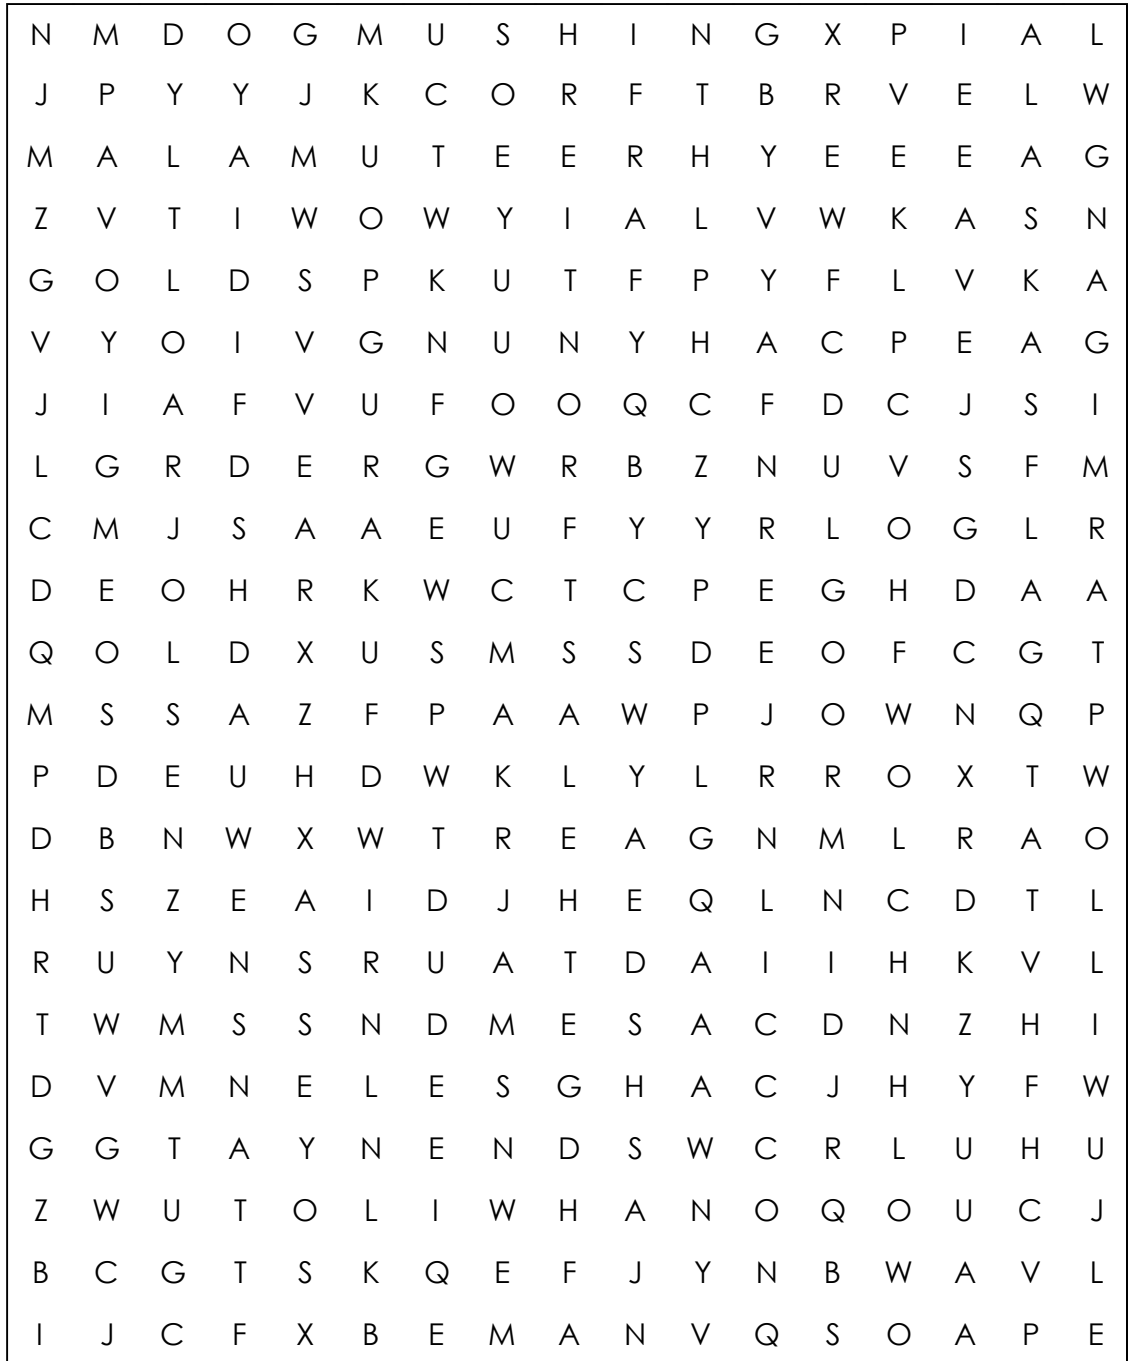 N M D O G M U S H I N G X P I A L
J P Y Y J K C O R F T B R V E L W
M A L A M U T E E R H Y E E E A G
Z V T I W O W Y I A L V W K A S N
G O L D S P K U T F P Y F L V K A
V Y O I V G N U N Y H A C P E A G
J I A F V U F O O Q C F D C J S I
L G R D E R G W R B Z N U V S F M
C M J S A A E U F Y Y R L O G L R
D E O H R K W C T C P E G H D A A
Q O L D X U S M S S D E O F C G T
M S S A Z F P A A W P J O W N Q P
P D E U H D W K L Y L R R O X T W
D B N W X W T R E A G N M L R A O
H S Z E A I D J H E Q L N C D T L
R U Y N S R U A T D A I I H K V L
T W M S S N D M E S A C D N Z H I
D V M N E L E S G H A C J H Y F W
G G T A Y N E N D S W C R L U H U
Z W U T O L I W H A N O Q O U C J
B C G T S K Q E F J Y N B W A V L
I J C F X B E M A N V Q S O A P E